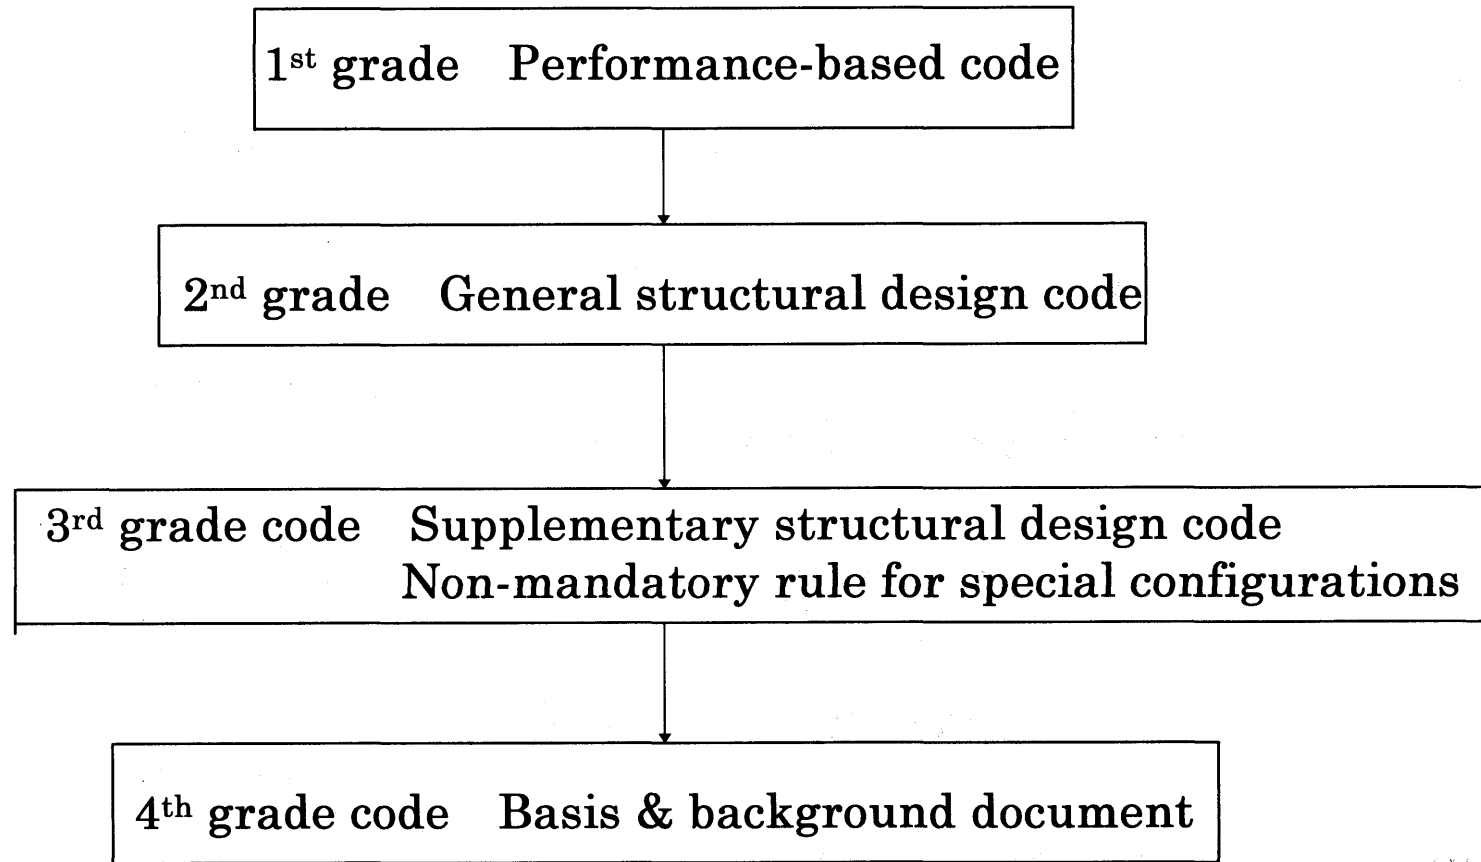 1st grade Performance-based code
2nd grade General structural design code
3rd grade code Supplementary structural design code
Non-mandatory rule for special configurations
4th grade code Basis & background document